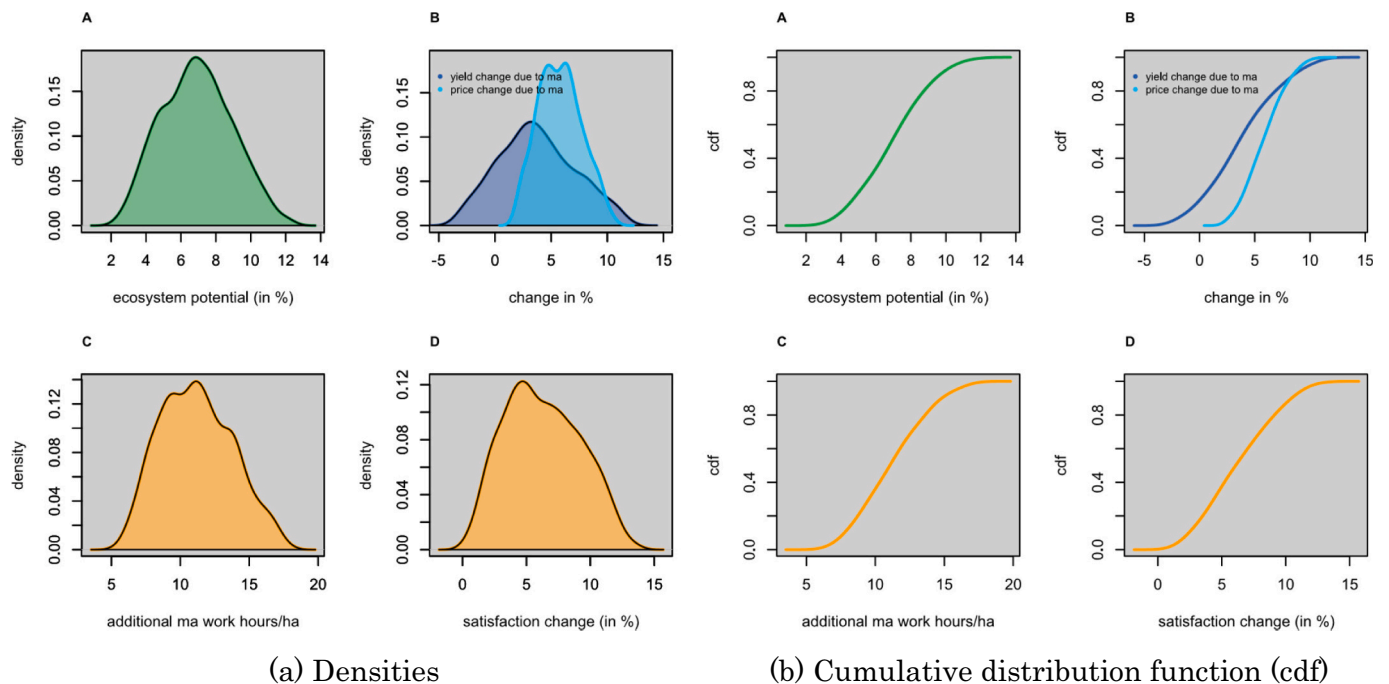 A
density
0.00 0.05 0.10 0.15
2 4 6 8 10 12 14
ecosystem potential (in %)
B
density
0.00 0.05 0.10 0.15
yield change due to ma
price change due to ma
-5 0 5 10 15
change in %
A
cdf
0.0 0.4 0.8
2 4 6 8 10 12 14
ecosystem potential (in %)
B
cdf
0.0 0.4 0.8
yield change due to ma
price change due to ma
-5 0 5 10 15
change in %
C
density
0.00 0.04 0.08 0.12
5 10 15 20
additional ma work hours/ha
D
density
0.00 0.04 0.08 0.12
0 5 10 15
satisfaction change (in %)
C
cdf
0.0 0.4 0.8
5 10 15 20
additional ma work hours/ha
D
cdf
0.0 0.4 0.8
0 5 10 15
satisfaction change (in %)
(a) Densities
(b) Cumulative distribution function (cdf)